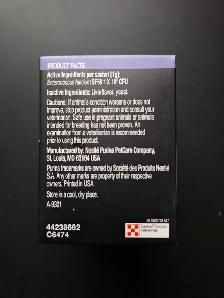 PRODUCT FACTS
Active Ingredients per sachet (1g):
Enterococcus faecium SF68 1 X 10⁸ CFU
Inactive Ingredients: Liver flavor, yeast.
Cautions: If animal's condition worsens or does not
improve, stop product administration and consult your
veterinarian. Safe use in pregnant animals or animals
intended for breeding has not been proven. An
examination from a veterinarian is recommended
prior to using this product.
Manufactured by: Nestlé Purina PetCare Company,
St. Louis, MO 63164 USA
Purina trademarks are owned by Société des Produits Nestlé
S.A. Any other marks are property of their respective
owners. Printed in USA
Store in a cool, dry place.
A-9301
44238682
C6474